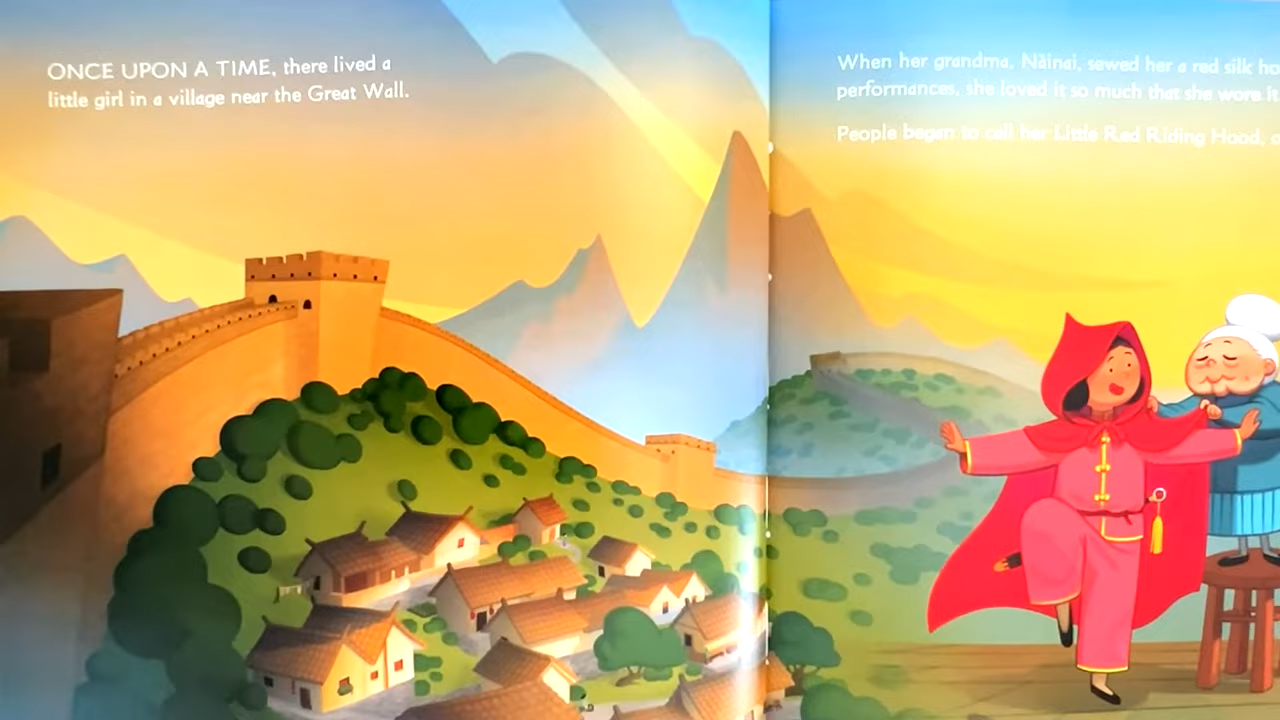 ONCE UPON A TIME, there lived a
little girl in a village near the Great Wall.
When her grandma, Năinai, sewed her a red silk
performances, she loved it so much that she wore it
People began to call her Little Red Riding Hood,